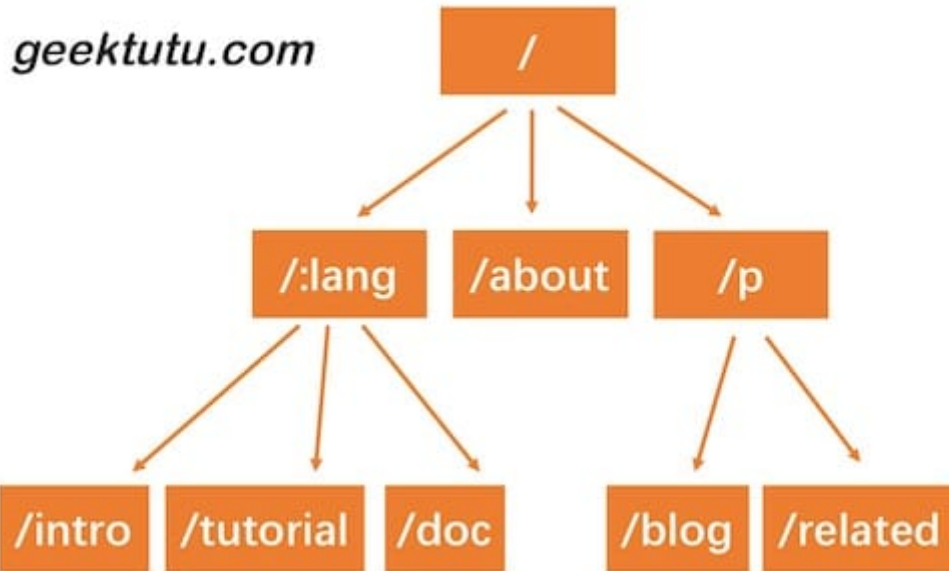 geektutu.com
/
/:lang
/about
/p
/intro
/tutorial
/doc
/blog
/related